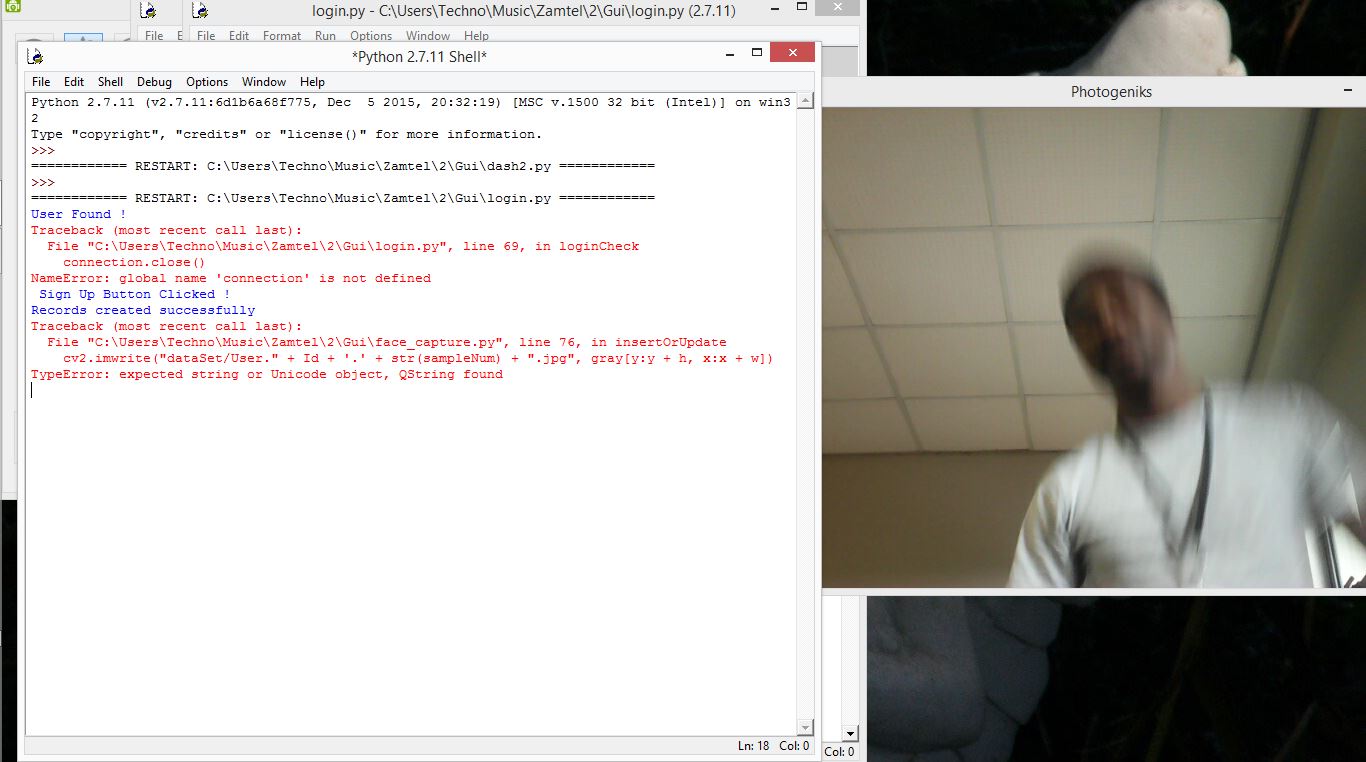 login.py - C:\Users\Techno\Music\Zamtel\2\Gui\login.py (2.7.11)
File
File Edit Format Run Options Window Help
*Python 2.7.11 Shell*
File Edit Shell Debug Options Window Help
Python 2.7.11 (v2.7.11:6d1b6a68f775, Dec  5 2015, 20:32:19) [MSC v.1500 32 bit (Intel)] on win3
2
Type "copyright", "credits" or "license()" for more information.
>>>
============ RESTART: C:\Users\Techno\Music\Zamtel\2\Gui\dash2.py ============
>>>
============ RESTART: C:\Users\Techno\Music\Zamtel\2\Gui\login.py ============
User Found !
Traceback (most recent call last):
  File "C:\Users\Techno\Music\Zamtel\2\Gui\login.py", line 69, in loginCheck
    connection.close()
NameError: global name 'connection' is not defined
 Sign Up Button Clicked !
Records created successfully
Traceback (most recent call last):
  File "C:\Users\Techno\Music\Zamtel\2\Gui\face_capture.py", line 76, in insertOrUpdate
    cv2.imwrite("dataSet/User." + Id + '.' + str(sampleNum) + ".jpg", gray[y:y + h, x:x + w])
TypeError: expected string or Unicode object, QString found
Ln: 18 Col: 0
Col: 0
Photogeniks